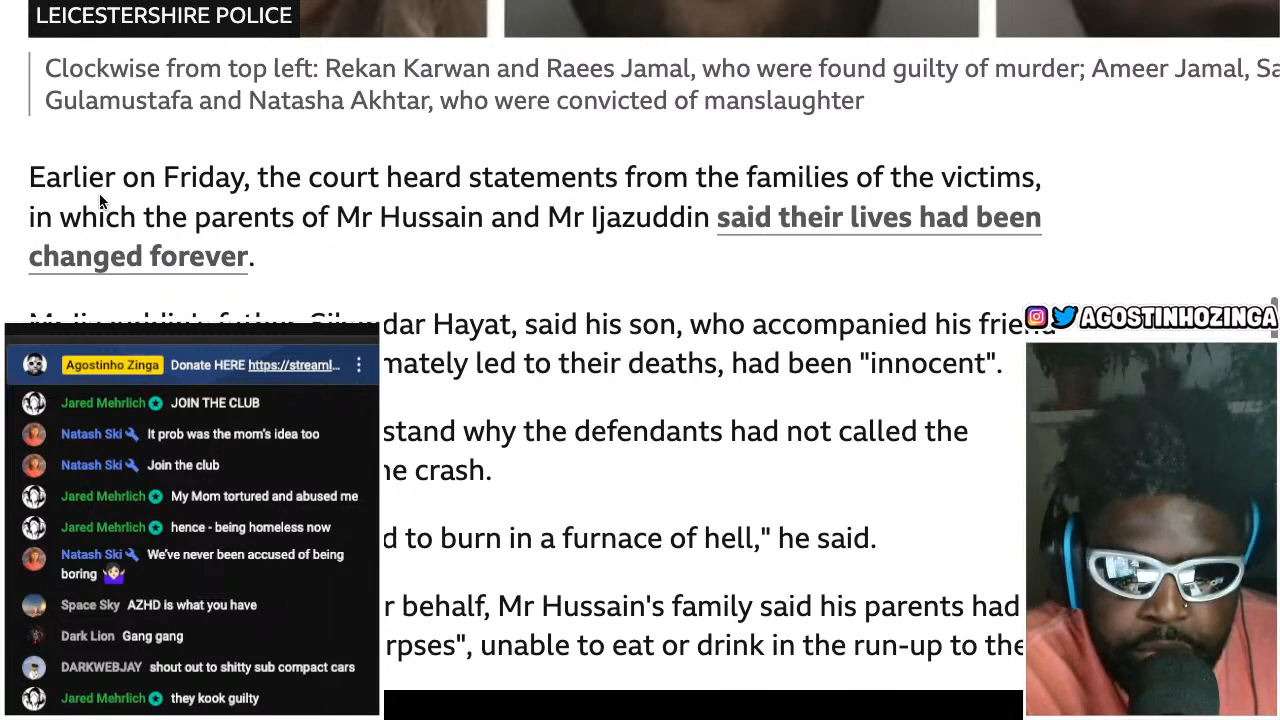 LEICESTERSHIRE POLICE
Clockwise from top left: Rekan Karwan and Raees Jamal, who were found guilty of murder; Ameer Jamal, Sa
Gulamustafa and Natasha Akhtar, who were convicted of manslaughter
Earlier on Friday, the court heard statements from the families of the victims,
in which the parents of Mr Hussain and Mr Ijazuddin said their lives had been
changed forever.
dar Hayat, said his son, who accompanied his friend
mately led to their deaths, had been "innocent".
stand why the defendants had not called the
he crash.
d to burn in a furnace of hell," he said.
r behalf, Mr Hussain's family said his parents had
rpses", unable to eat or drink in the run-up to the
Agostinho Zinga Donate HERE https://streaml...
Jared Mehrlich JOIN THE CLUB
Natash Ski It prob was the mom's idea too
Natash Ski Join the club
Jared Mehrlich My Mom tortured and abused me
Jared Mehrlich hence - being homeless now
Natash Ski We've never been accused of being
boring
Space Sky AZHD is what you have
Dark Lion Gang gang
DARKWEBJAY shout out to shitty sub compact cars
Jared Mehrlich they kook guilty
AGOSTINHOZINGA